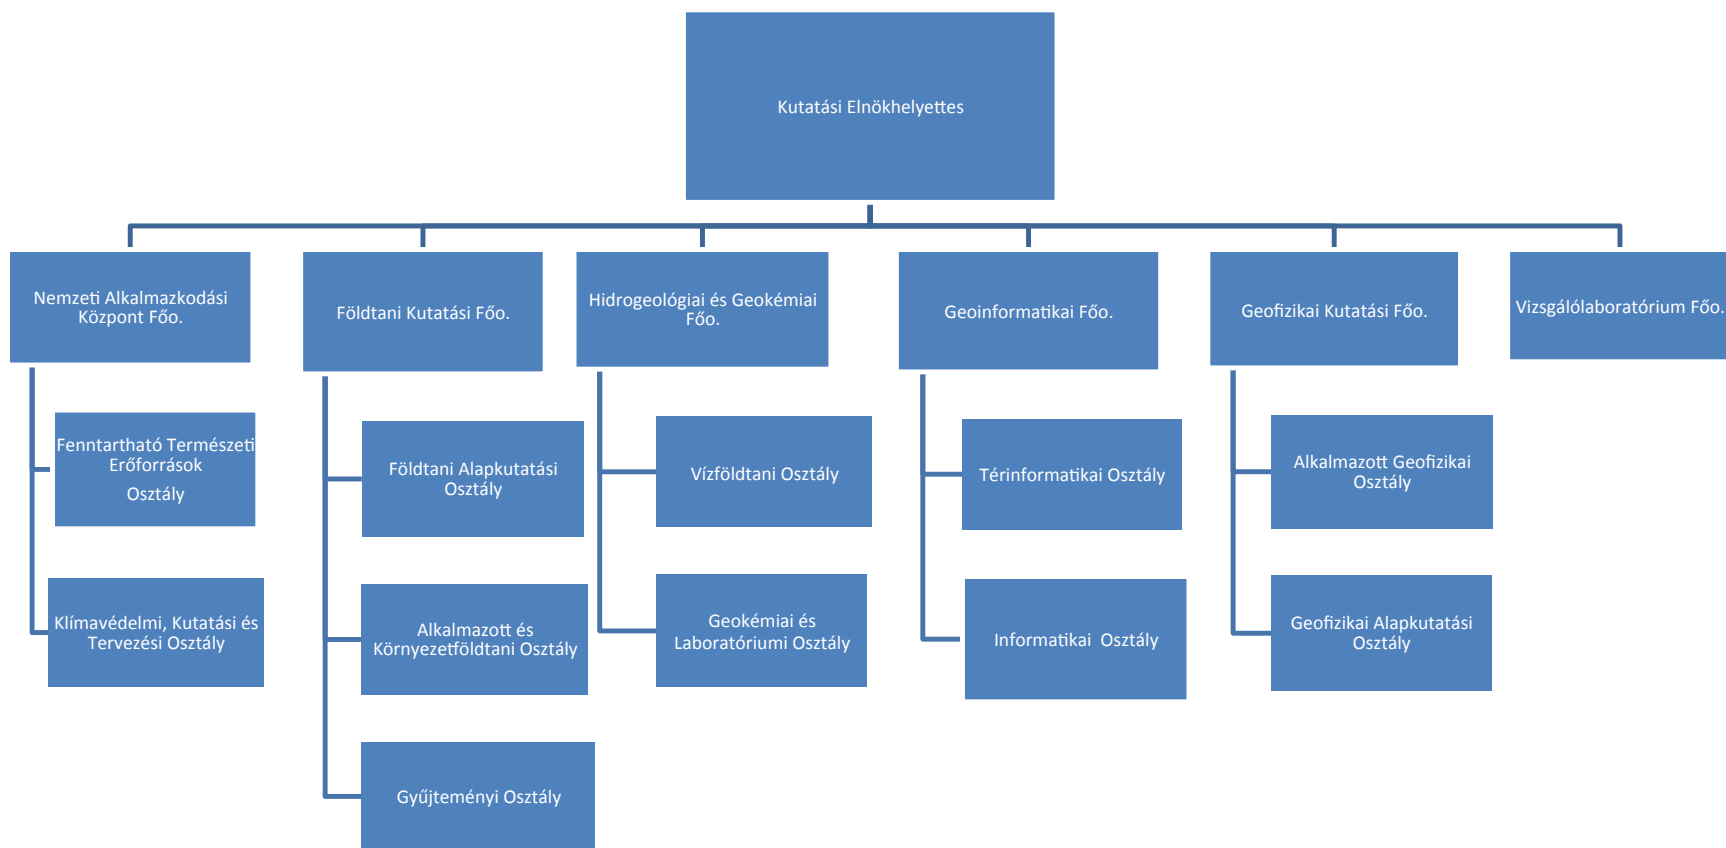 Kutatási Elnökhelyettes
Nemzeti Alkalmazkodási
Központ Főo.
Földtani Kutatási Főo.
Hidrogeológiai és Geokémiai
Főo.
Geoinformatikai Főo.
Geofizikai Kutatási Főo.
Vizsgálólaboratórium Főo.
Fenntartható Természeti
Erőforrások
Osztály
Klímavédelmi, Kutatási és
Tervezési Osztály
Földtani Alapkutatási
Osztály
Alkalmazott és
Környezetföldtani Osztály
Gyűjteményi Osztály
Vízföldtani Osztály
Geokémiai és
Laboratóriumi Osztály
Térinformatikai Osztály
Informatikai  Osztály
Alkalmazott Geofizikai
Osztály
Geofizikai Alapkutatási
Osztály